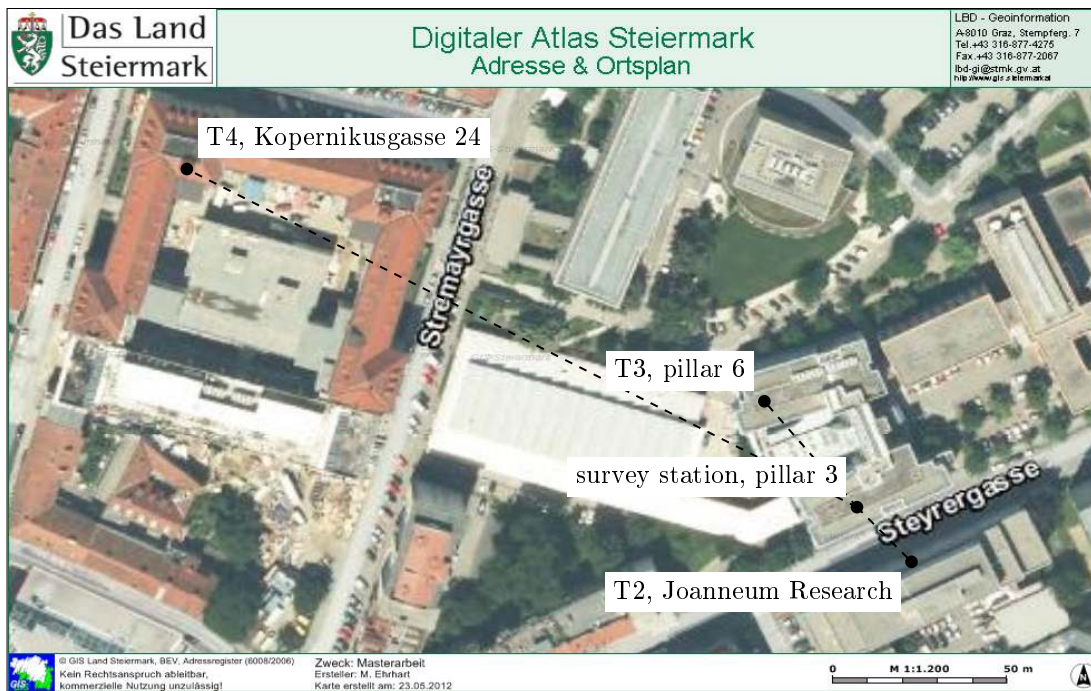 Das Land
Steiermark
Digitaler Atlas Steiermark
Adresse & Ortsplan
LBD - Geoinformation
A-8010 Graz, Stempferg. 7
Tel.+43 316-877-4275
Fax.+43 316-877-2067
lbd-gi@stmk.gv.at
T4, Kopernikusgasse 24
Stremayrgasse
T3, pillar 6
survey station, pillar 3
Steyrergasse
T2, Joanneum Research
GIS
© GIS Land Steiermark, BEV, Adressregister (6008/2006)
Kein Rechtsanspruch ableitbar,
kommerzielle Nutzung unzulässig!
Zweck: Masterarbeit
Ersteller: M. Ehrhart
Karte erstellt am: 23.05.2012
0 M 1:1.200 50 m